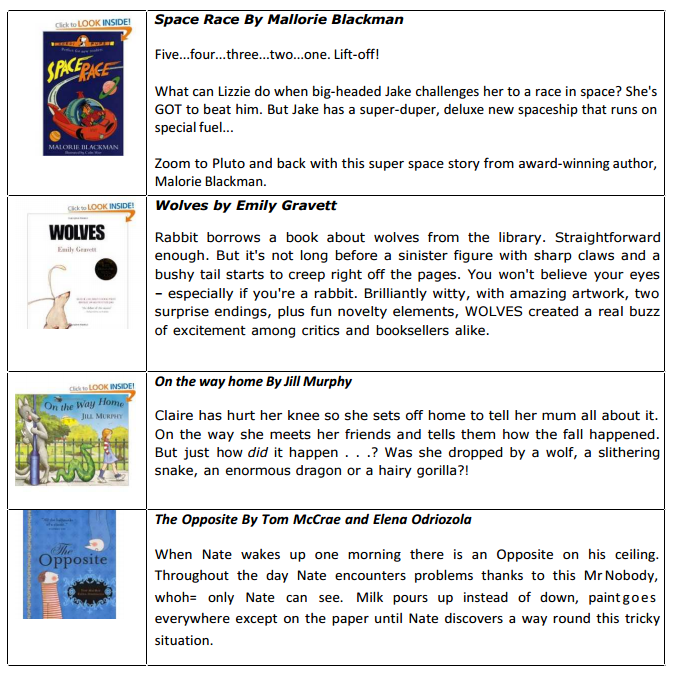 Click to LOOK INSIDE!
SPACE RACE
MALORIE BLACKMAN
Space Race By Mallorie Blackman
Five...four...three...two...one. Lift-off!
What can Lizzie do when big-headed Jake challenges her to a race in space? She's
GOT to beat him. But Jake has a super-duper, deluxe new spaceship that runs on
special fuel...
Zoom to Pluto and back with this super space story from award-winning author,
Malorie Blackman.
Click to LOOK INSIDE!
WOLVES
Emily Gravett
Wolves by Emily Gravett
Rabbit borrows a book about wolves from the library. Straightforward
enough. But it's not long before a sinister figure with sharp claws and a
bushy tail starts to creep right off the pages. You won't believe your eyes
– especially if you're a rabbit. Brilliantly witty, with amazing artwork, two
surprise endings, plus fun novelty elements, WOLVES created a real buzz
of excitement among critics and booksellers alike.
Click to LOOK INSIDE!
On the Way Home
JILL MURPHY
On the way home By Jill Murphy
Claire has hurt her knee so she sets off home to tell her mum all about it.
On the way she meets her friends and tells them how the fall happened.
But just how did it happen . . .? Was she dropped by a wolf, a slithering
snake, an enormous dragon or a hairy gorilla?!
The
Opposite
The Opposite By Tom McCrae and Elena Odriozola
When Nate wakes up one morning there is an Opposite on his ceiling.
Throughout the day Nate encounters problems thanks to this Mr Nobody,
whoh= only Nate can see. Milk pours up instead of down, paint goes
everywhere except on the paper until Nate discovers a way round this tricky
situation.